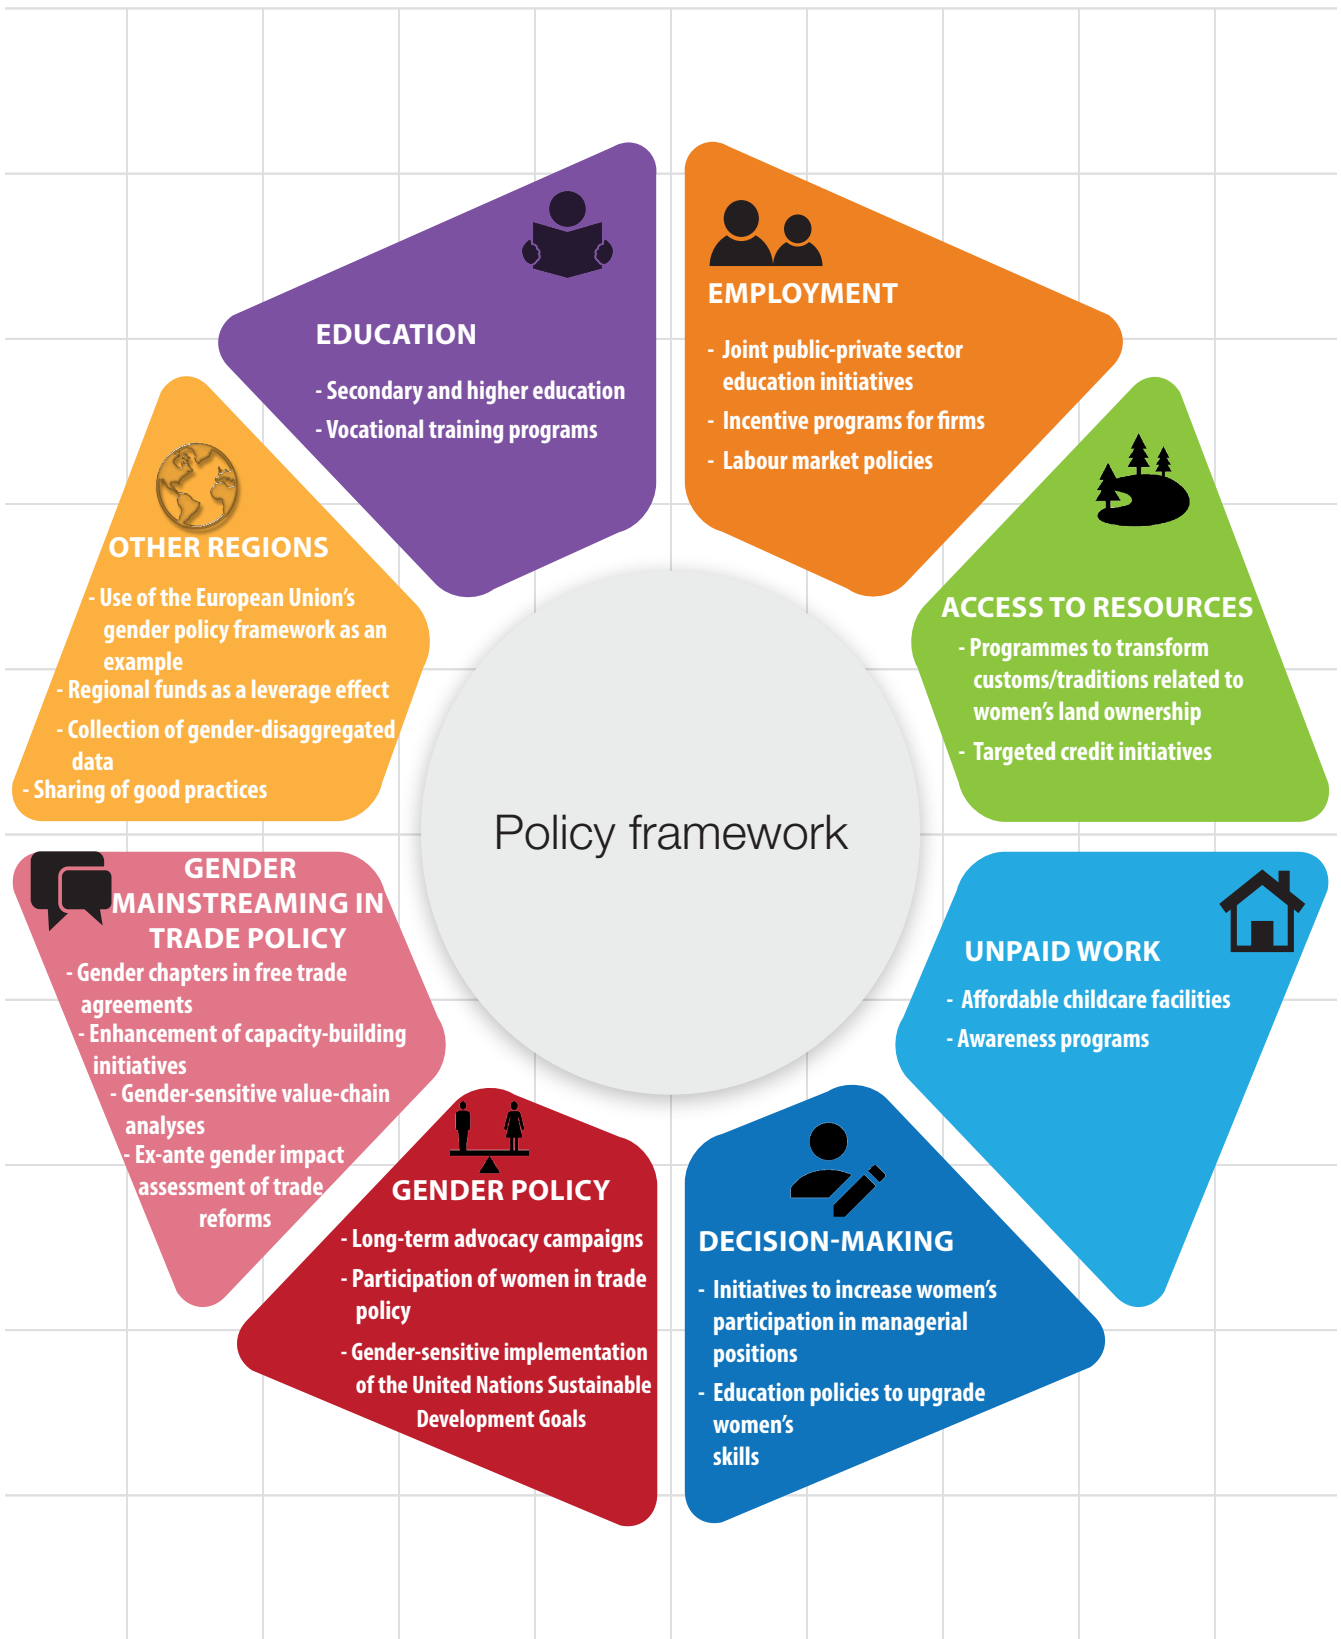 EDUCATION
- Secondary and higher education
- Vocational training programs
EMPLOYMENT
- Joint public-private sector
education initiatives
- Incentive programs for firms
- Labour market policies
ACCESS TO RESOURCES
- Programmes to transform
customs/traditions related to
women’s land ownership
- Targeted credit initiatives
UNPAID WORK
- Affordable childcare facilities
- Awareness programs
DECISION-MAKING
- Initiatives to increase women’s
participation in managerial
positions
- Education policies to upgrade
women’s
skills
GENDER POLICY
- Long-term advocacy campaigns
- Participation of women in trade
policy
- Gender-sensitive implementation
of the United Nations Sustainable
Development Goals
GENDER
MAINSTREAMING IN
TRADE POLICY
- Gender chapters in free trade
agreements
- Enhancement of capacity-building
initiatives
- Gender-sensitive value-chain
analyses
- Ex-ante gender impact
assessment of trade
reforms
OTHER REGIONS
- Use of the European Union’s
gender policy framework as an
example
- Regional funds as a leverage effect
- Collection of gender-disaggregated
data
- Sharing of good practices
Policy framework